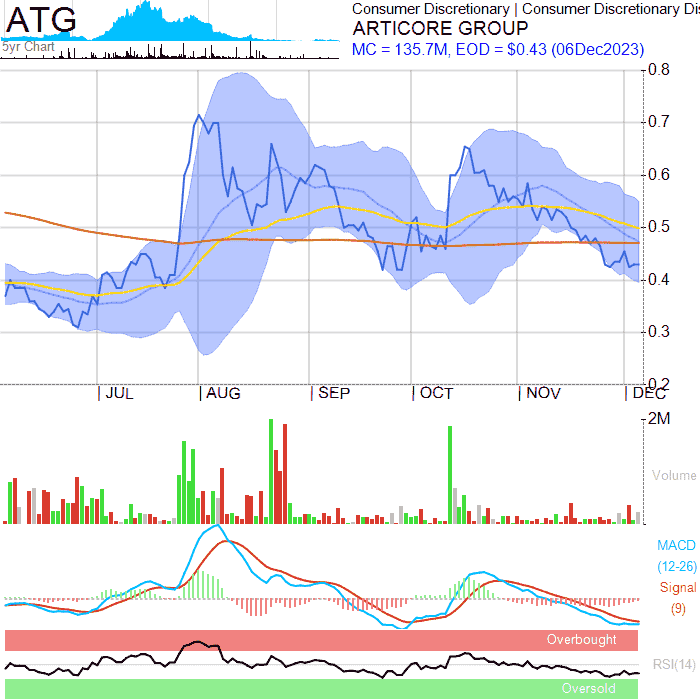 ATG
5yr Chart
Consumer Discretionary | Consumer Discretionary Dis
ARTICORE GROUP
MC = 135.7M, EOD = $0.43 (06Dec2023)
0.8
0.7
0.6
0.5
0.4
0.3
0.2
JUL AUG SEP OCT NOV DEC
2M
Volume
MACD
(12-26)
Signal
(9)
Overbought
RSI(14)
Oversold